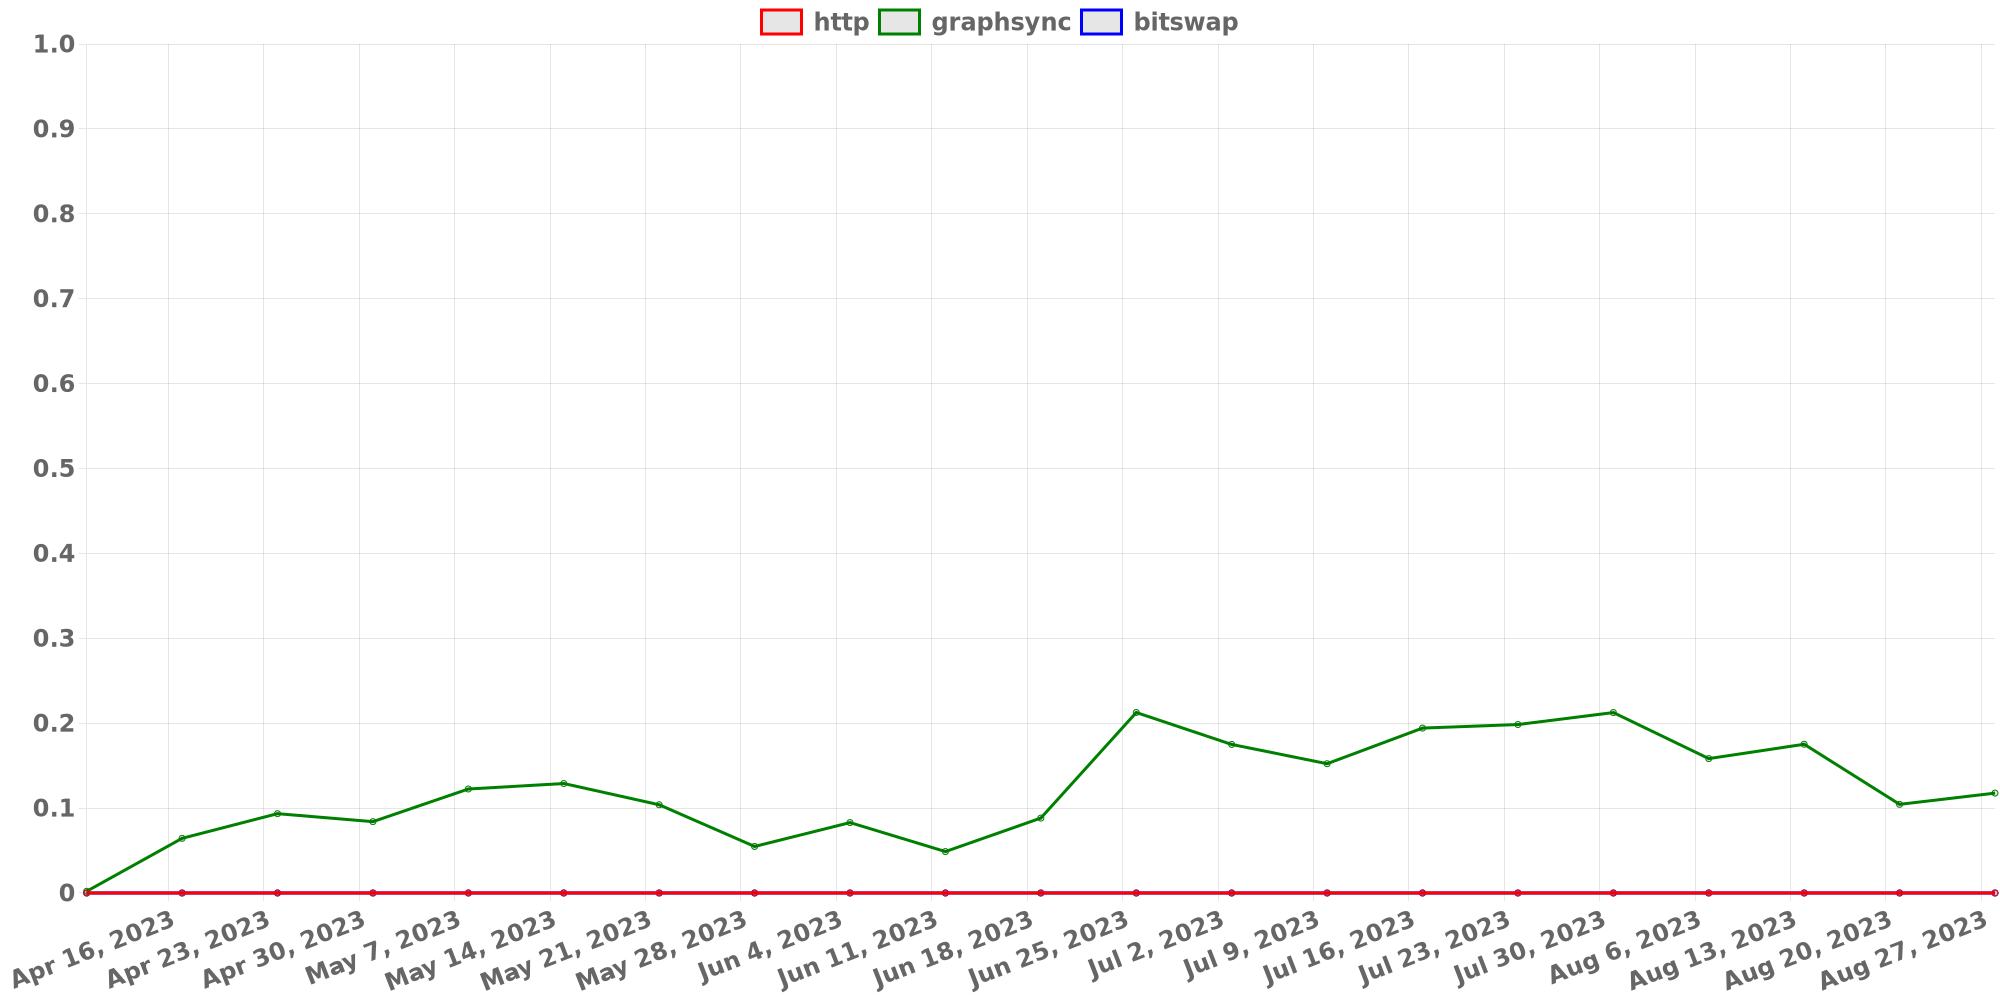 http graphsync bitswap
1.0
0.9
0.8
0.7
0.6
0.5
0.4
0.3
0.2
0.1
0
Apr 16, 2023
Apr 23, 2023
Apr 30, 2023
May 7, 2023
May 14, 2023
May 21, 2023
May 28, 2023
Jun 4, 2023
Jun 11, 2023
Jun 18, 2023
Jun 25, 2023
Jul 2, 2023
Jul 9, 2023
Jul 16, 2023
Jul 23, 2023
Jul 30, 2023
Aug 6, 2023
Aug 13, 2023
Aug 20, 2023
Aug 27, 2023